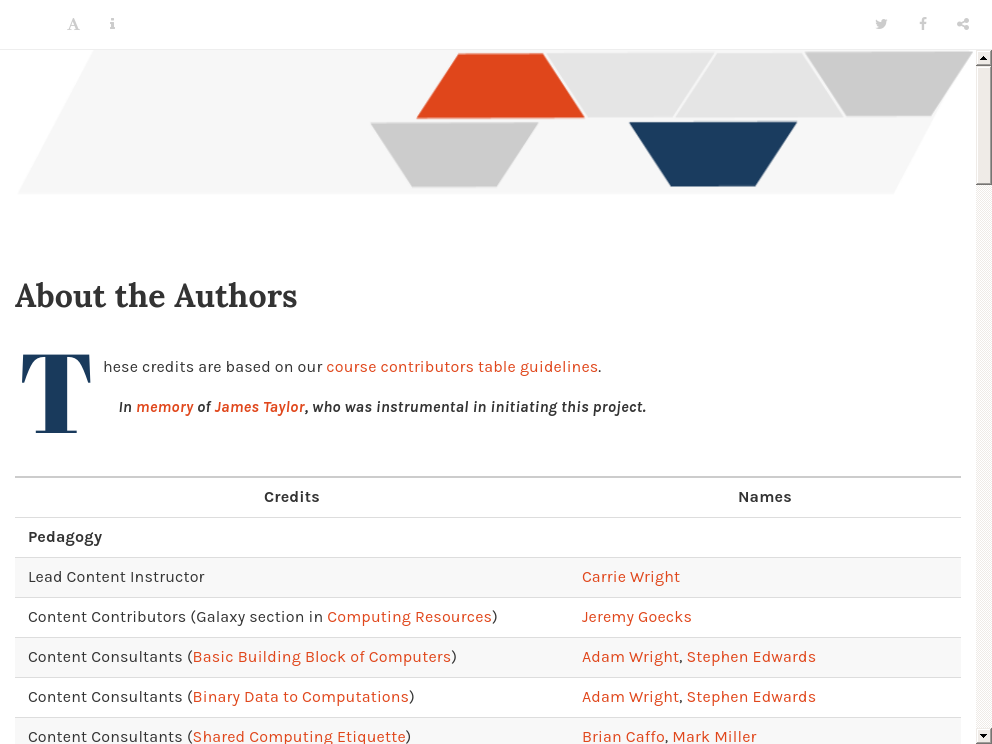 About the Authors
These credits are based on our course contributors table guidelines.
In memory of James Taylor, who was instrumental in initiating this project.
Credits Names
Pedagogy
Lead Content Instructor Carrie Wright
Content Contributors (Galaxy section in Computing Resources) Jeremy Goecks
Content Consultants (Basic Building Block of Computers) Adam Wright, Stephen Edwards
Content Consultants (Binary Data to Computations) Adam Wright, Stephen Edwards
Content Consultants (Shared Computing Etiquette) Brian Caffo, Mark Miller